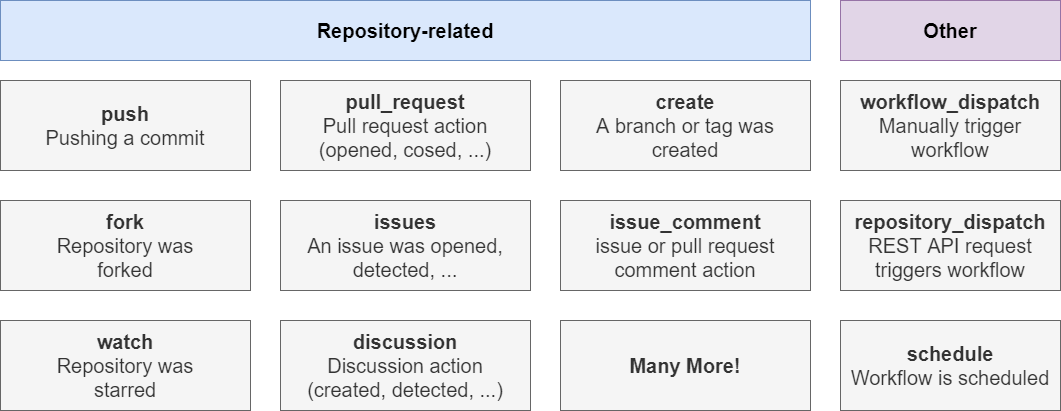 Repository-related
Other
push
Pushing a commit
pull_request
Pull request action
(opened, cosed, ...)
create
A branch or tag was
created
workflow_dispatch
Manually trigger
workflow
fork
Repository was
forked
issues
An issue was opened,
detected, ...
issue_comment
issue or pull request
comment action
repository_dispatch
REST API request
triggers workflow
watch
Repository was
starred
discussion
Discussion action
(created, detected, ...)
Many More!
schedule
Workflow is scheduled